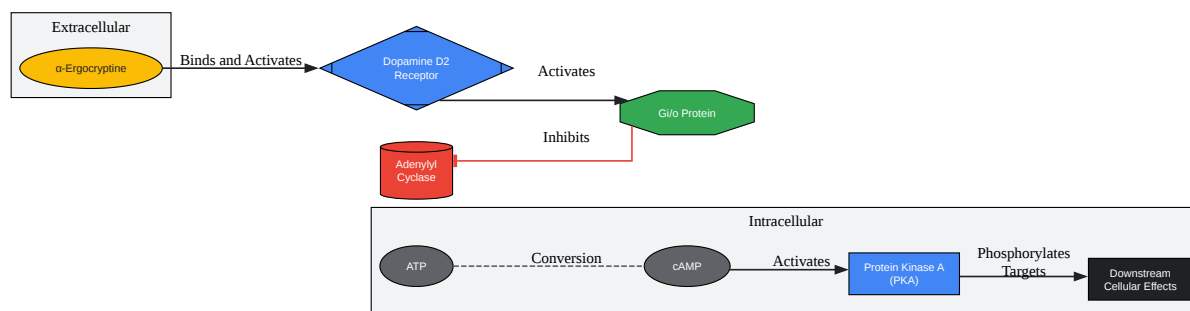 Extracellular
α-Ergocryptine
Binds and Activates
Dopamine D2
Receptor
Activates
Gi/o Protein
Inhibits
Adenylyl
Cyclase
Intracellular
ATP
Conversion
cAMP
Activates
Protein Kinase A
(PKA)
Phosphorylates
Targets
Downstream
Cellular Effects